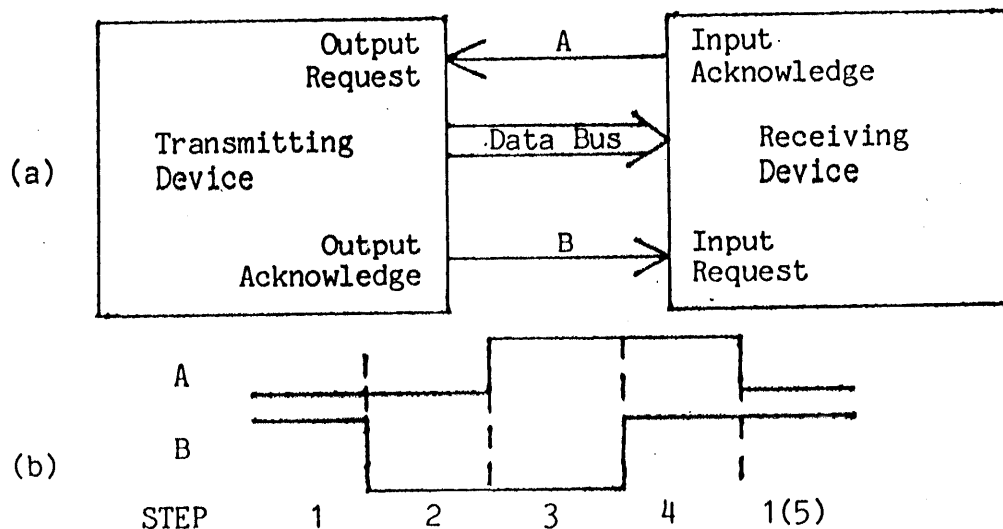 (a)
Output
Request
A
Input
Acknowledge
Transmitting
Device
Data Bus
Receiving
Device
Output
Acknowledge
B
Input
Request
(b)
A
B
STEP 1 2 3 4 1(5)